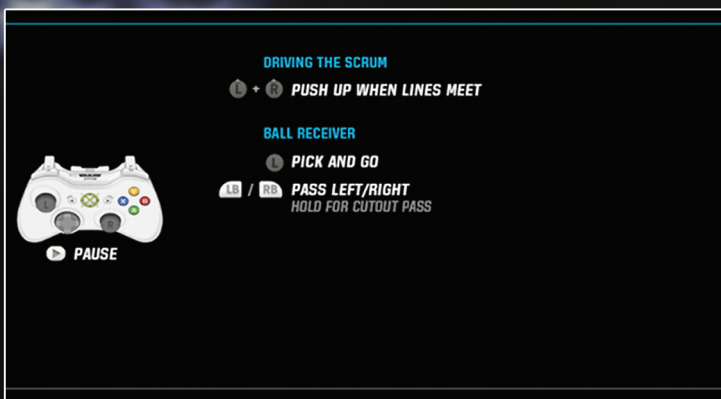 DRIVING THE SCRUM
L + R PUSH UP WHEN LINES MEET
BALL RECEIVER
L PICK AND GO
LB / RB PASS LEFT/RIGHT
HOLD FOR CUTOUT PASS
L
R
Y
X
B
A
PAUSE